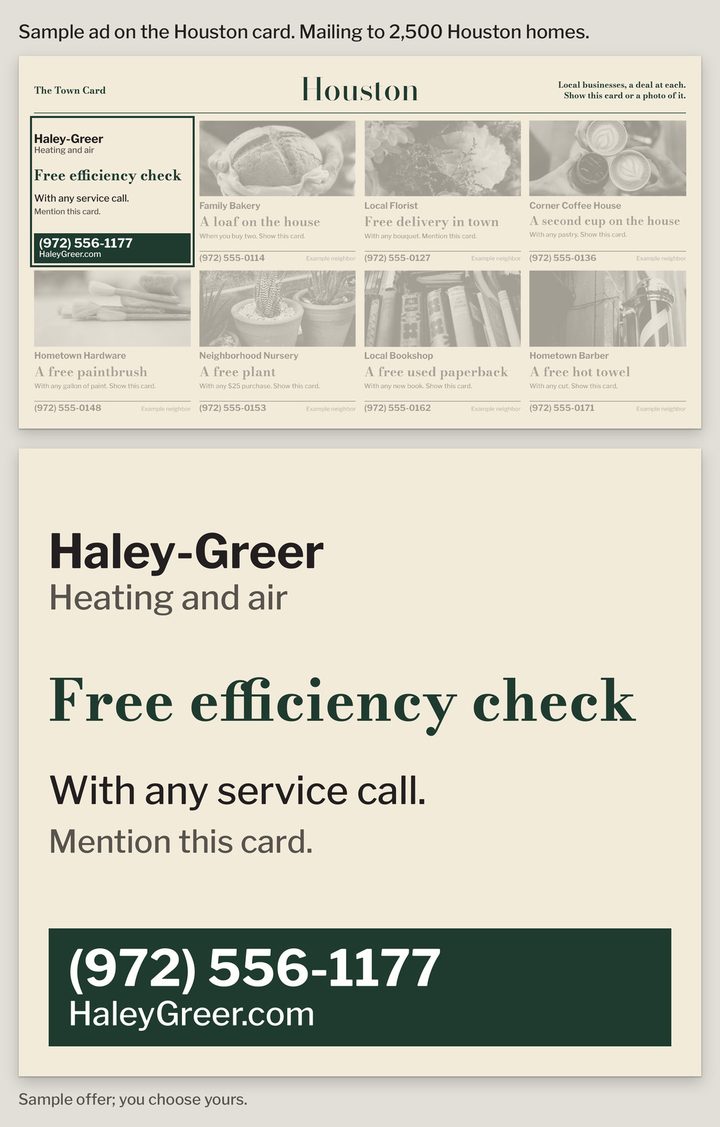 Sample ad on the Houston card. Mailing to 2,500 Houston homes.
The Town Card
Houston
Local businesses, a deal at each.
Show this card or a photo of it.
Haley-Greer
Heating and air
Free efficiency check
With any service call.
Mention this card.
(972) 556-1177
HaleyGreer.com
Family Bakery
A loaf on the house
When you buy two. Show this card.
(972) 555-0114
Example neighbor
Local Florist
Free delivery in town
With any bouquet. Mention this card.
(972) 555-0127
Example neighbor
Corner Coffee House
A second cup on the house
With any pastry. Show this card.
(972) 555-0136
Example neighbor
Hometown Hardware
A free paintbrush
With any gallon of paint. Show this card.
(972) 555-0148
Example neighbor
Neighborhood Nursery
A free plant
With any $25 purchase. Show this card.
(972) 555-0153
Example neighbor
Local Bookshop
A free used paperback
With any new book. Show this card.
(972) 555-0162
Example neighbor
Hometown Barber
A free hot towel
With any cut. Show this card.
(972) 555-0171
Example neighbor
Haley-Greer
Heating and air
Free efficiency check
With any service call.
Mention this card.
(972) 556-1177
HaleyGreer.com
Sample offer; you choose yours.